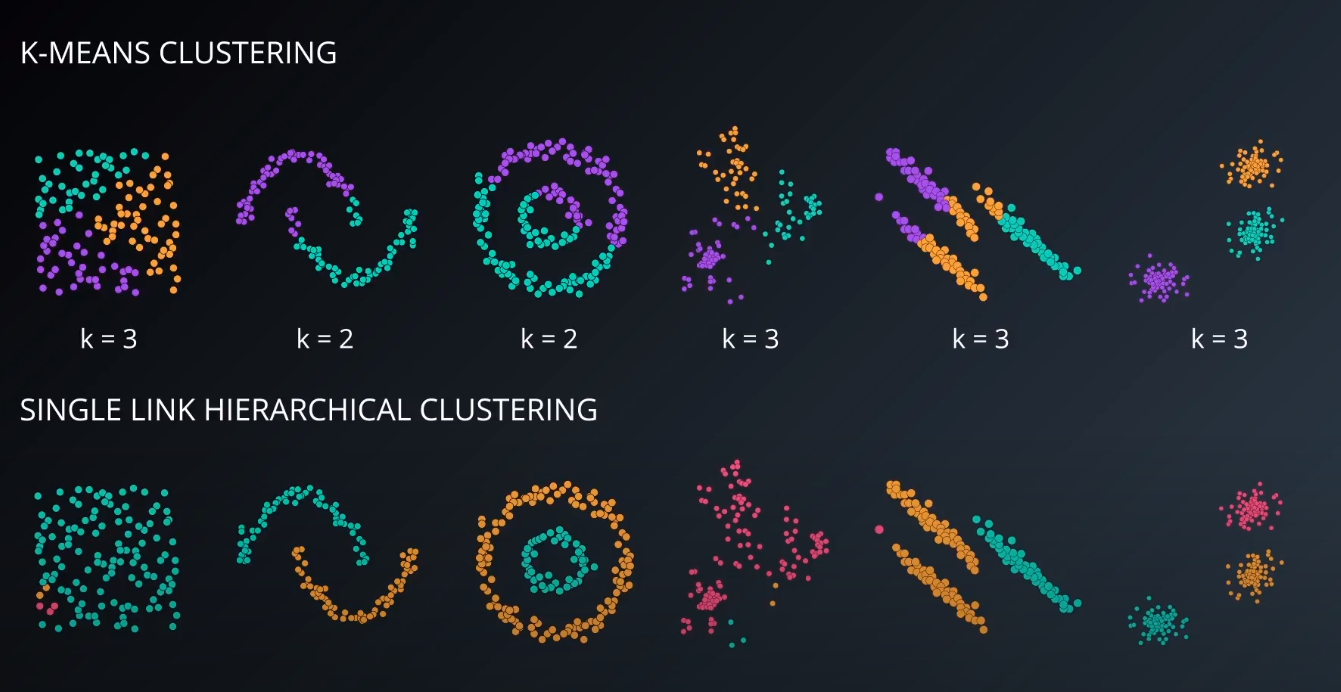 K-MEANS CLUSTERING
k = 3
k = 2
k = 2
k = 3
k = 3
k = 3
SINGLE LINK HIERARCHICAL CLUSTERING